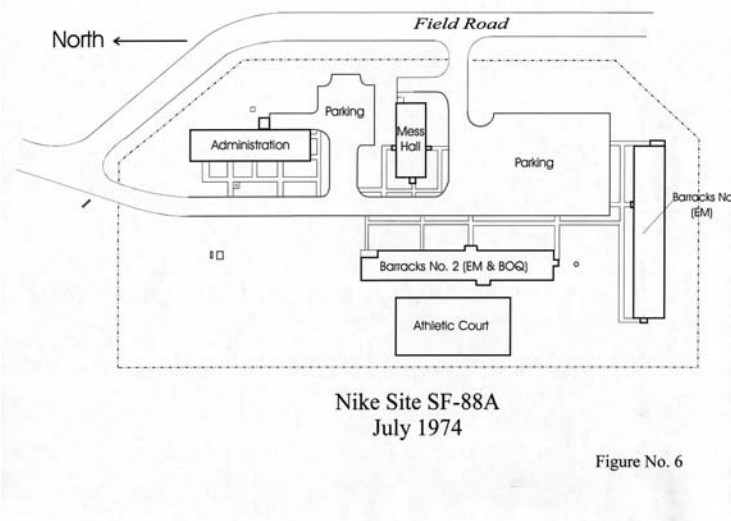 Field Road
North
Parking
Administration
Mess
Hall
Parking
Barracks No
(EM)
Barracks No. 2 (EM & BOQ)
Athletic Court
Nike Site SF-88A
July 1974
Figure No. 6